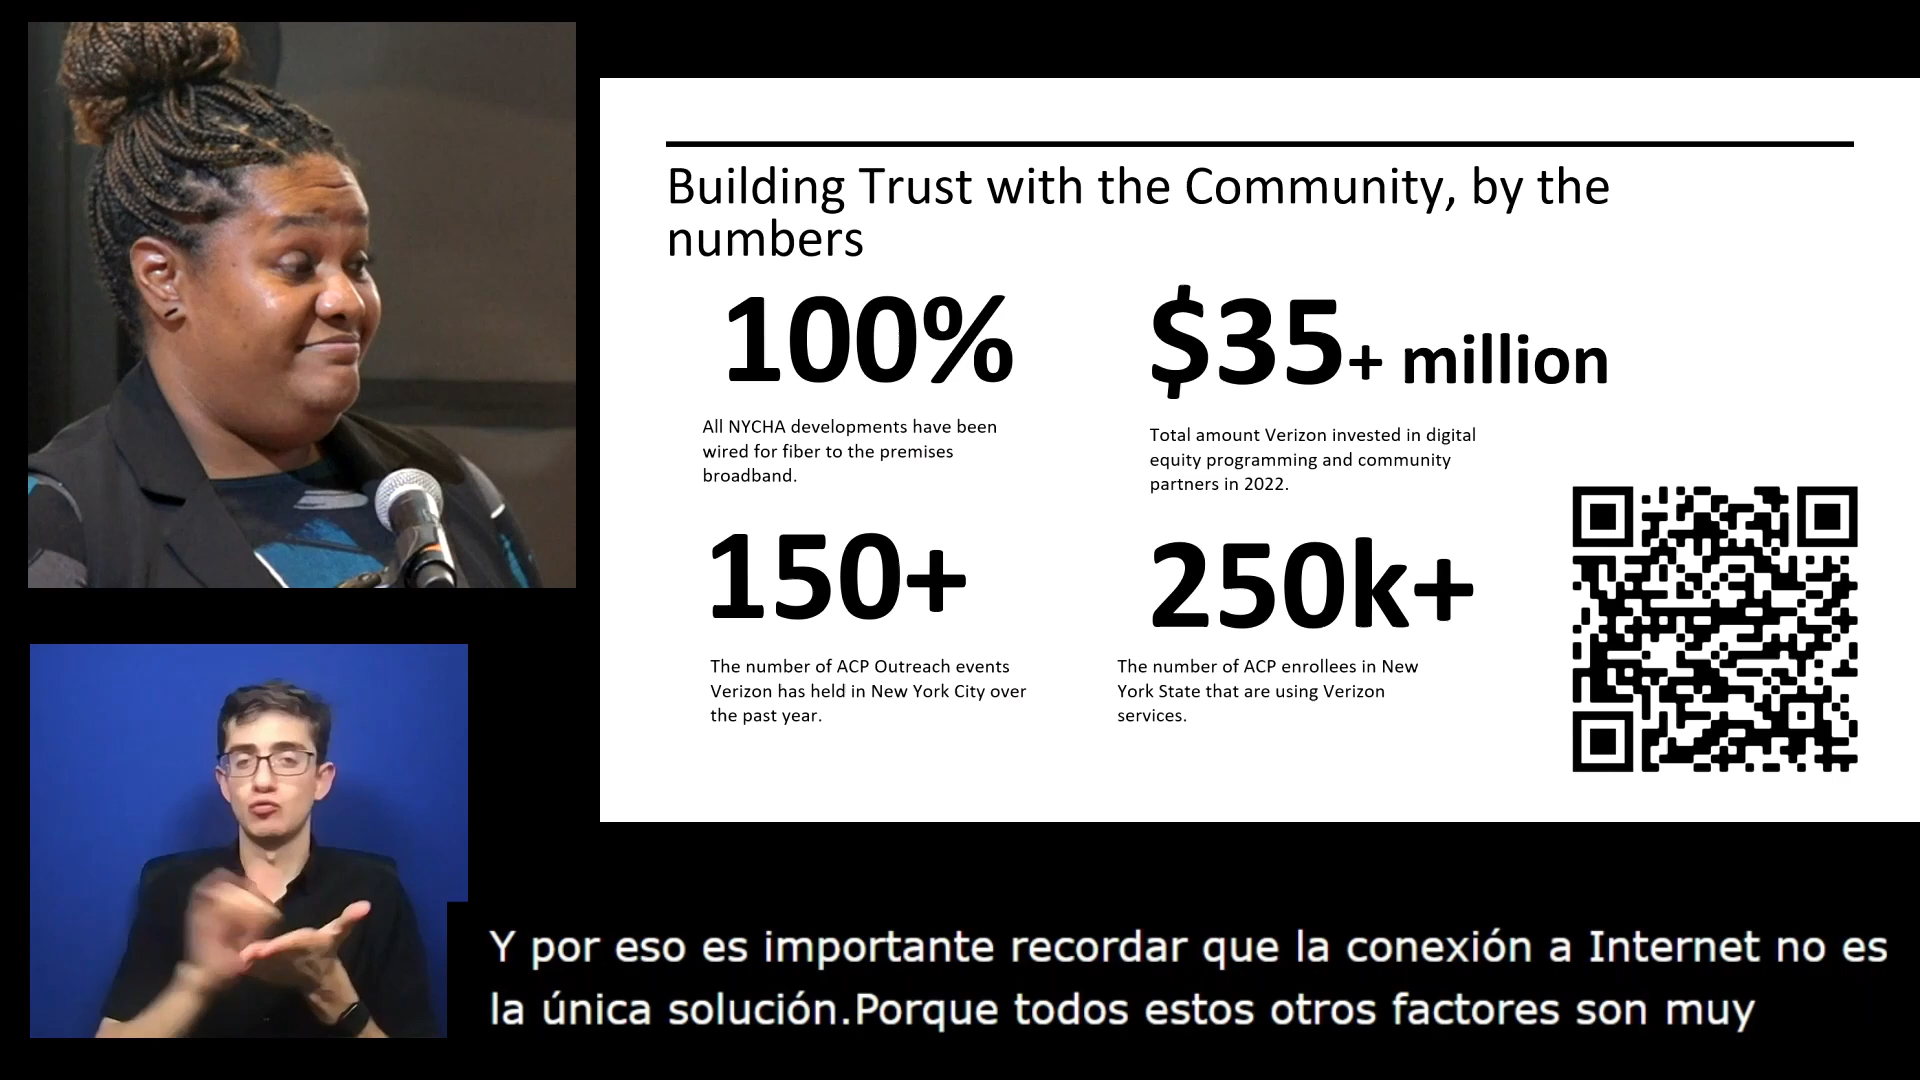 Building Trust with the Community, by the
numbers
100%
All NYCHA developments have been
wired for fiber to the premises
broadband.
$35+ million
Total amount Verizon invested in digital
equity programming and community
partners in 2022.
150+
The number of ACP Outreach events
Verizon has held in New York City over
the past year.
250k+
The number of ACP enrollees in New
York State that are using Verizon
services.
Y por eso es importante recordar que la conexión a Internet no es
la única solución.Porque todos estos otros factores son muy